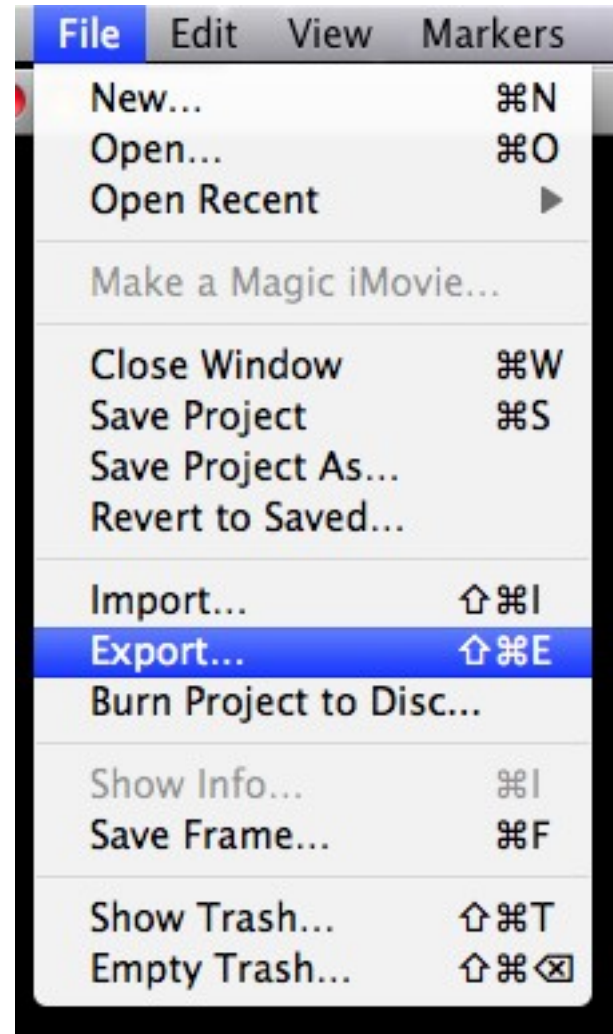 File Edit View Markers
New... ⌘N
Open... ⌘O
Open Recent ▶
Make a Magic iMovie...
Close Window ⌘W
Save Project ⌘S
Save Project As...
Revert to Saved...
Import... ⇧⌘I
Export... ⇧⌘E
Burn Project to Disc...
Show Info... ⌘I
Save Frame... ⌘F
Show Trash... ⇧⌘T
Empty Trash... ⇧⌘⌫